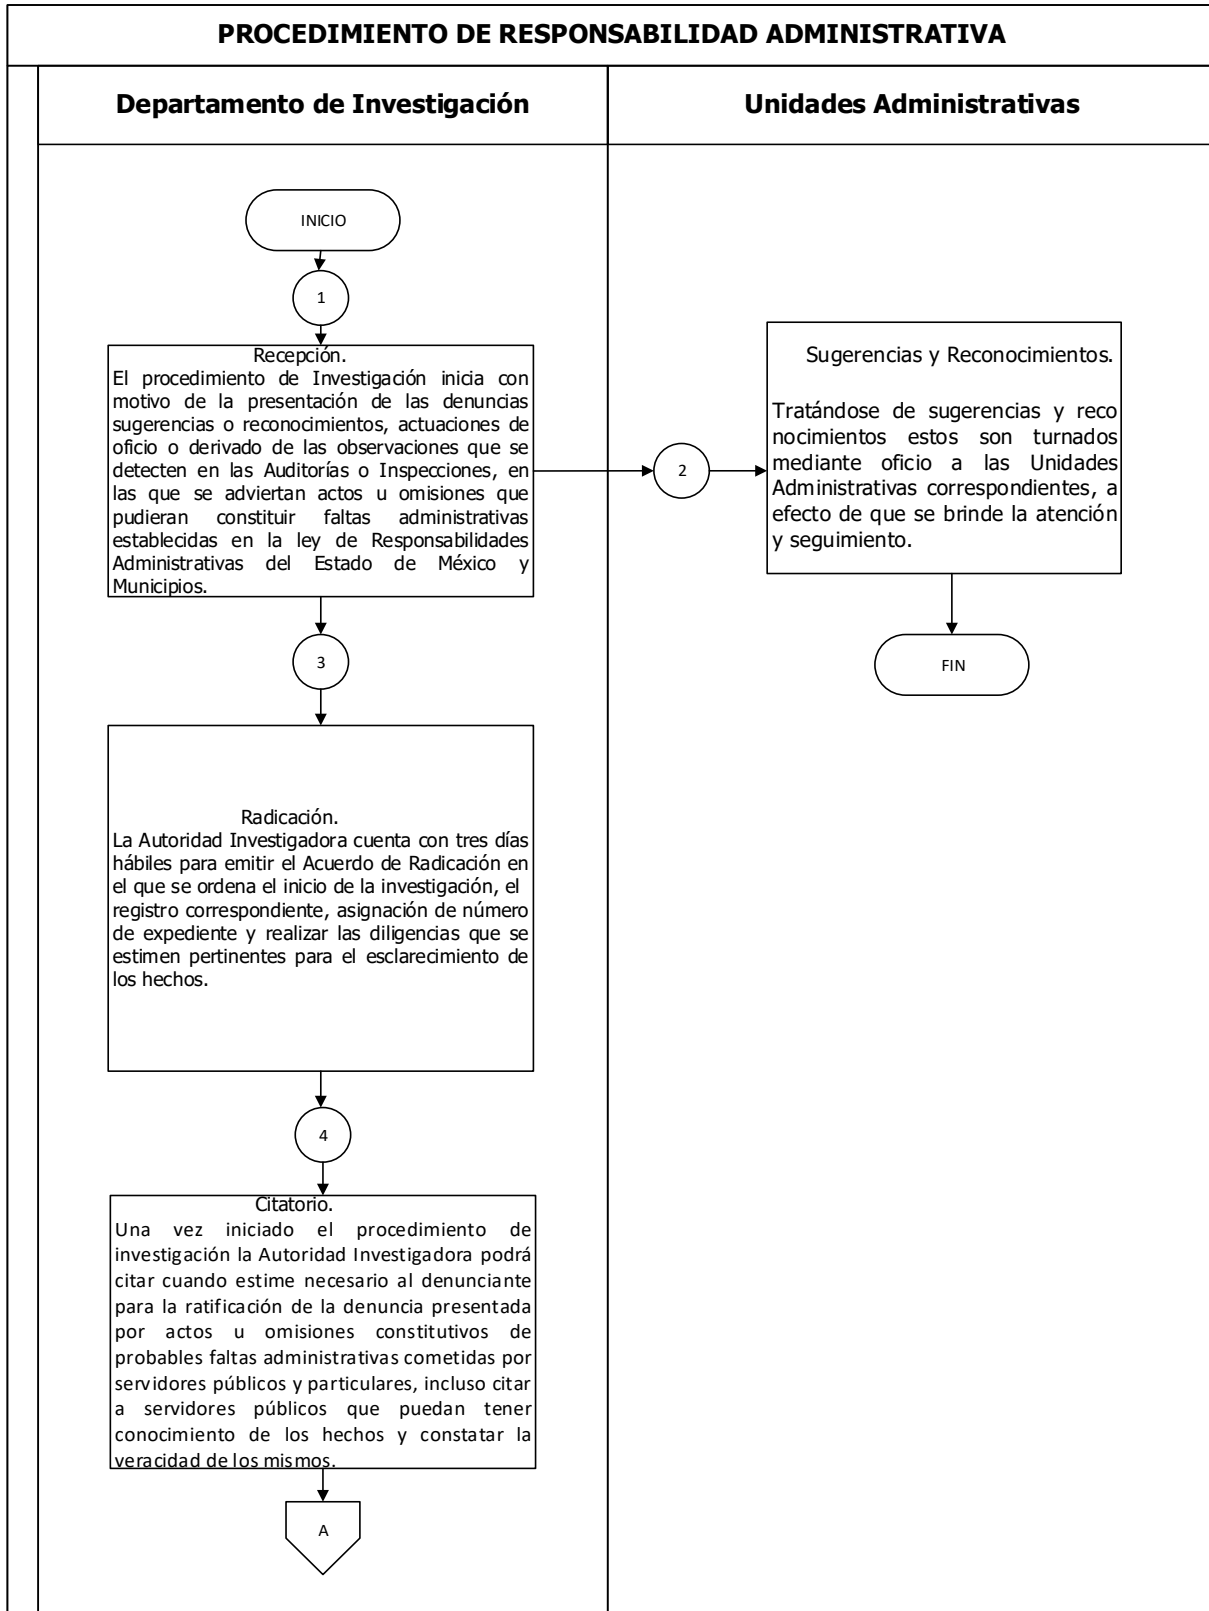 PROCEDIMIENTO DE RESPONSABILIDAD ADMINISTRATIVA
Departamento de Investigación
Unidades Administrativas
INICIO
1
Recepción.
El procedimiento de Investigación inicia con
motivo de la presentación de las denuncias
sugerencias o reconocimientos, actuaciones de
oficio o derivado de las observaciones que se
detecten en las Auditorías o Inspecciones, en
las que se adviertan actos u omisiones que
pudieran constituir faltas administrativas
establecidas en la ley de Responsabilidades
Administrativas del Estado de México y
Municipios.
2
Sugerencias y Reconocimientos.
Tratándose de sugerencias y reco
nocimientos estos son turnados
mediante oficio a las Unidades
Administrativas correspondientes, a
efecto de que se brinde la atención
y seguimiento.
FIN
3
Radicación.
La Autoridad Investigadora cuenta con tres días
hábiles para emitir el Acuerdo de Radicación en
el que se ordena el inicio de la investigación, el
registro correspondiente, asignación de número
de expediente y realizar las diligencias que se
estimen pertinentes para el esclarecimiento de
los hechos.
4
Citatorio.
Una vez iniciado el procedimiento de
investigación la Autoridad Investigadora podrá
citar cuando estime necesario al denunciante
para la ratificación de la denuncia presentada
por actos u omisiones constitutivos de
probables faltas administrativas cometidas por
servidores públicos y particulares, incluso citar
a servidores públicos que puedan tener
conocimiento de los hechos y constatar la
veracidad de los mismos.
A